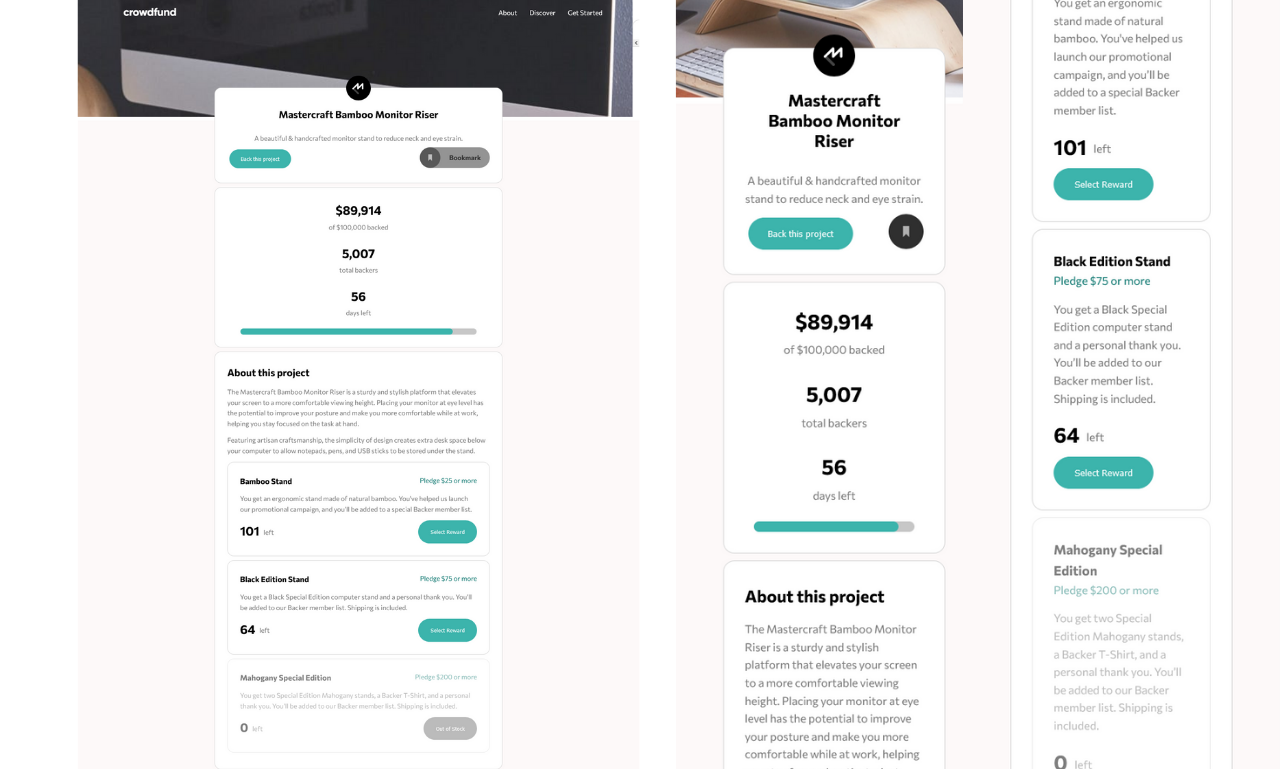 crowdfund
About Discover Get Started
Mastercraft Bamboo Monitor Riser
A beautiful & handcrafted monitor stand to reduce neck and eye strain.
Back this project
Bookmark
$89,914
of $100,000 backed
5,007
total backers
56
days left
About this project
The Mastercraft Bamboo Monitor Riser is a sturdy and stylish platform that elevates
your screen to a more comfortable viewing height. Placing your monitor at eye level has
the potential to improve your posture and make you more comfortable while at work,
helping you stay focused on the task at hand.
Featuring artisan craftsmanship, the simplicity of design creates extra desk space below
your computer to allow notepads, pens, and USB sticks to be stored under the stand.
Bamboo Stand
Pledge $25 or more
You get an ergonomic stand made of natural bamboo. You've helped us launch
our promotional campaign, and you'll be added to a special Backer member list.
101 left
Select Reward
Black Edition Stand
Pledge $75 or more
You get a Black Special Edition computer stand and a personal thank you. You'll
be added to our Backer member list. Shipping is included.
64 left
Select Reward
Mahogany Special Edition
Pledge $200 or more
You get two Special Edition Mahogany stands, a Backer T-Shirt, and a personal
thank you. You'll be added to our Backer member list. Shipping is included.
0 left
Out of Stock
Mastercraft
Bamboo Monitor
Riser
A beautiful & handcrafted monitor
stand to reduce neck and eye strain.
Back this project
$89,914
of $100,000 backed
5,007
total backers
56
days left
About this project
The Mastercraft Bamboo Monitor
Riser is a sturdy and stylish
platform that elevates your screen
to a more comfortable viewing
height. Placing your monitor at eye
level has the potential to improve
your posture and make you more
comfortable while at work, helping
You get an ergonomic
stand made of natural
bamboo. You've helped us
launch our promotional
campaign, and you'll be
added to a special Backer
member list.
101 left
Select Reward
Black Edition Stand
Pledge $75 or more
You get a Black Special
Edition computer stand
and a personal thank you.
You'll be added to our
Backer member list.
Shipping is included.
64 left
Select Reward
Mahogany Special
Edition
Pledge $200 or more
You get two Special
Edition Mahogany stands,
a Backer T-Shirt, and a
personal thank you. You'll
be added to our Backer
member list. Shipping is
included.
0 left